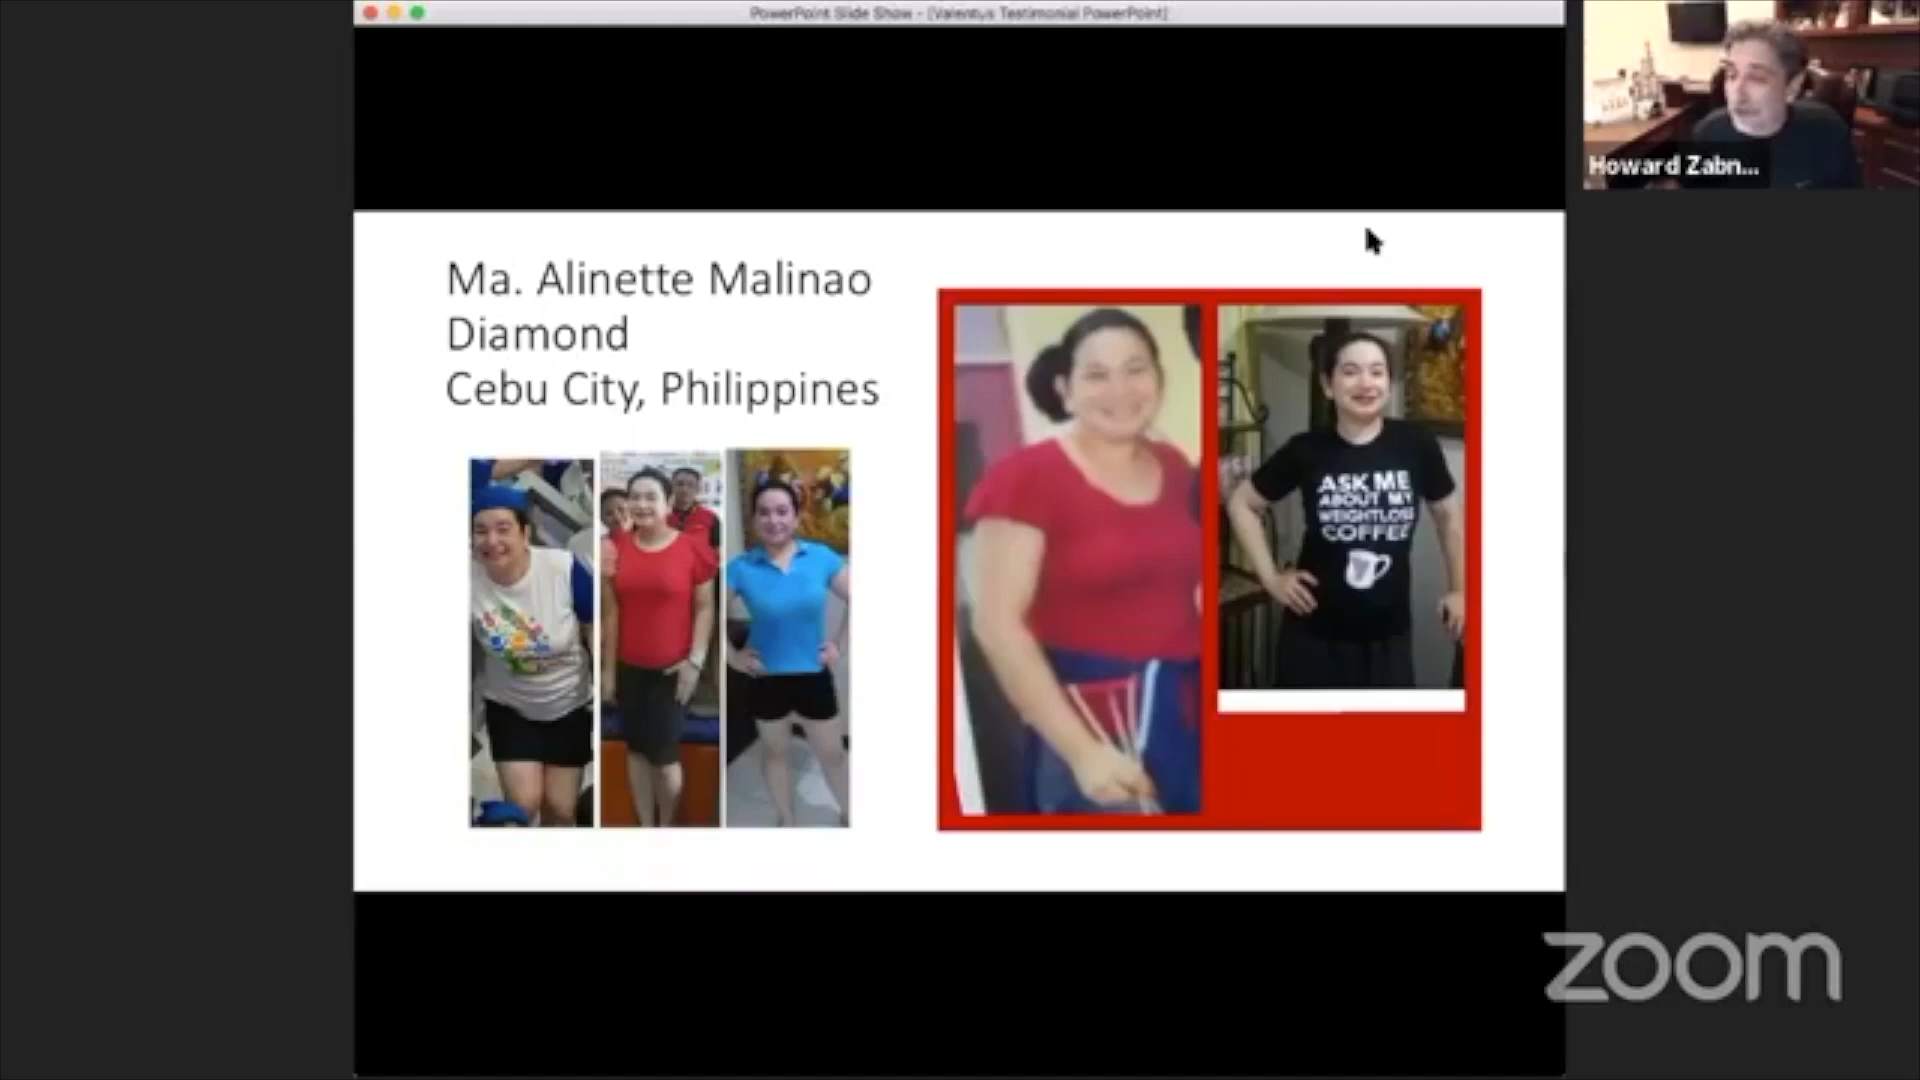 PowerPoint Slide Show - [Valentus Testimonial PowerPoint]
Howard Zabn...
Ma. Alinette Malinao
Diamond
Cebu City, Philippines
ASK ME
ABOUT MY
WEIGHTLOSS
COFFEE
zoom